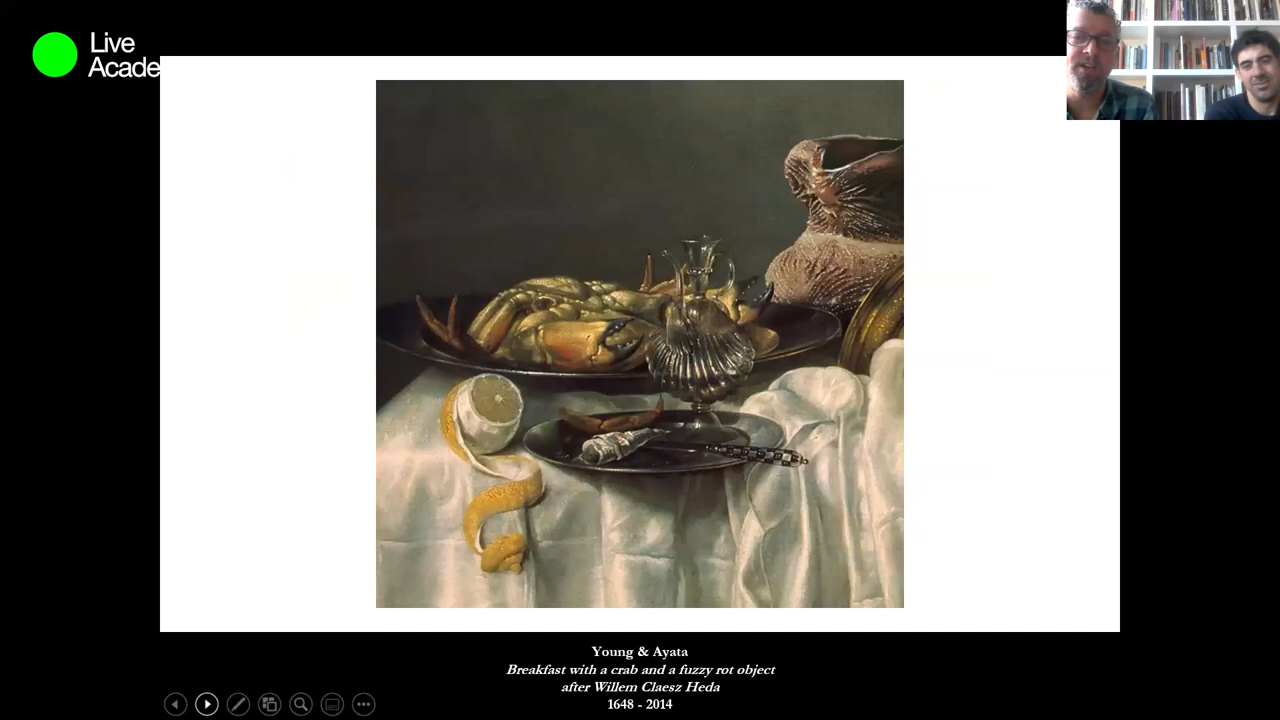 Live
Acade
Young & Ayata
Breakfast with a crab and a fuzzy rot object
after Willem Claesz Heda
1648 - 2014